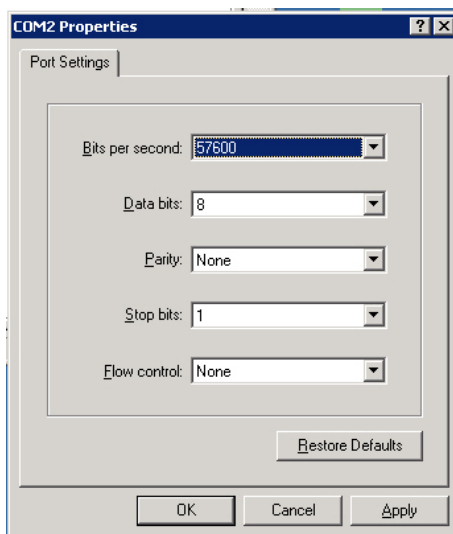 COM2 Properties
Port Settings
Bits per second: 57600
Data bits: 8
Parity: None
Stop bits: 1
Flow control: None
Restore Defaults
OK Cancel Apply